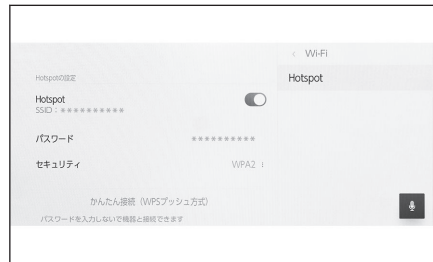 < Wi-Fi
Hotspot
Hotspotの設定
Hotspot
SSID：**********
パスワード **********
セキュリティ WPA2
かんたん接続（WPSプッシュ方式）
パスワードを入力しないで機器と接続できます